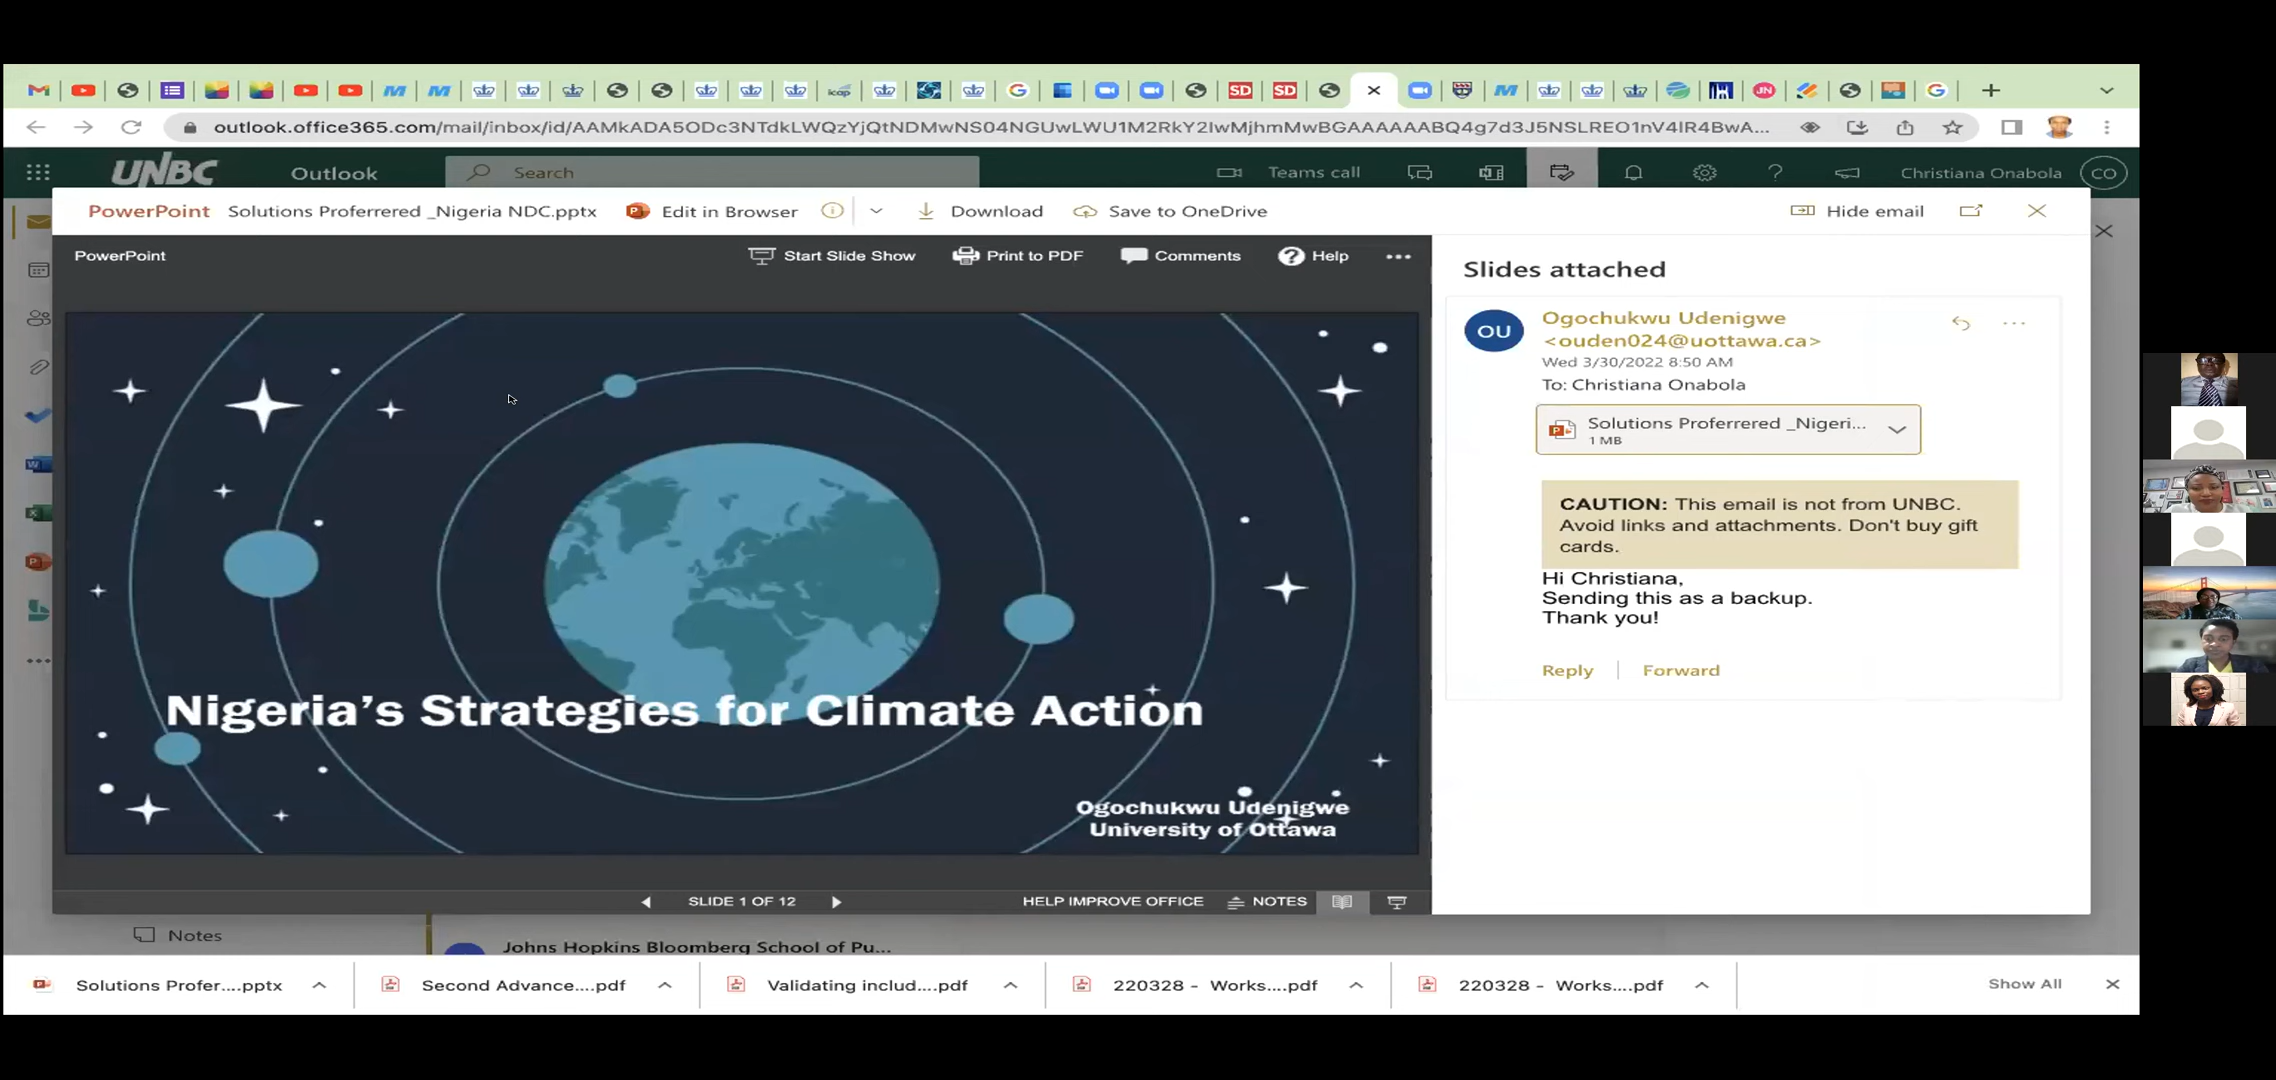 SD
SD
icap
JN
outlook.office365.com/mail/inbox/id/AAMkADA5ODc3NTdkLWQzYjQtNDMwNS04NGUwLWU1M2RkY2IwMjhmMwBGAAAAAABQ4g7d3J5NSLREO1nV4IR4BwA...
UNBC
Outlook
Search
Teams call
Christiana Onabola
CO
PowerPoint
Solutions Proferrered _Nigeria NDC.pptx
Edit in Browser
Download
Save to OneDrive
Hide email
PowerPoint
Start Slide Show
Print to PDF
Comments
Help
Nigeria's Strategies for Climate Action
Ogochukwu Udenigwe
University of Ottawa
SLIDE 1 OF 12
HELP IMPROVE OFFICE
NOTES
Slides attached
OU
Ogochukwu Udenigwe
<ouden024@uottawa.ca>
Wed 3/30/2022 8:50 AM
To: Christiana Onabola
Solutions Proferrered _Nigeri...
1 MB
CAUTION: This email is not from UNBC.
Avoid links and attachments. Don't buy gift
cards.
Hi Christiana,
Sending this as a backup.
Thank you!
Reply
Forward
Notes
Johns Hopkins Bloomberg School of Pu...
Solutions Profer....pptx
Second Advance....pdf
Validating includ....pdf
220328 - Works....pdf
220328 - Works....pdf
Show All